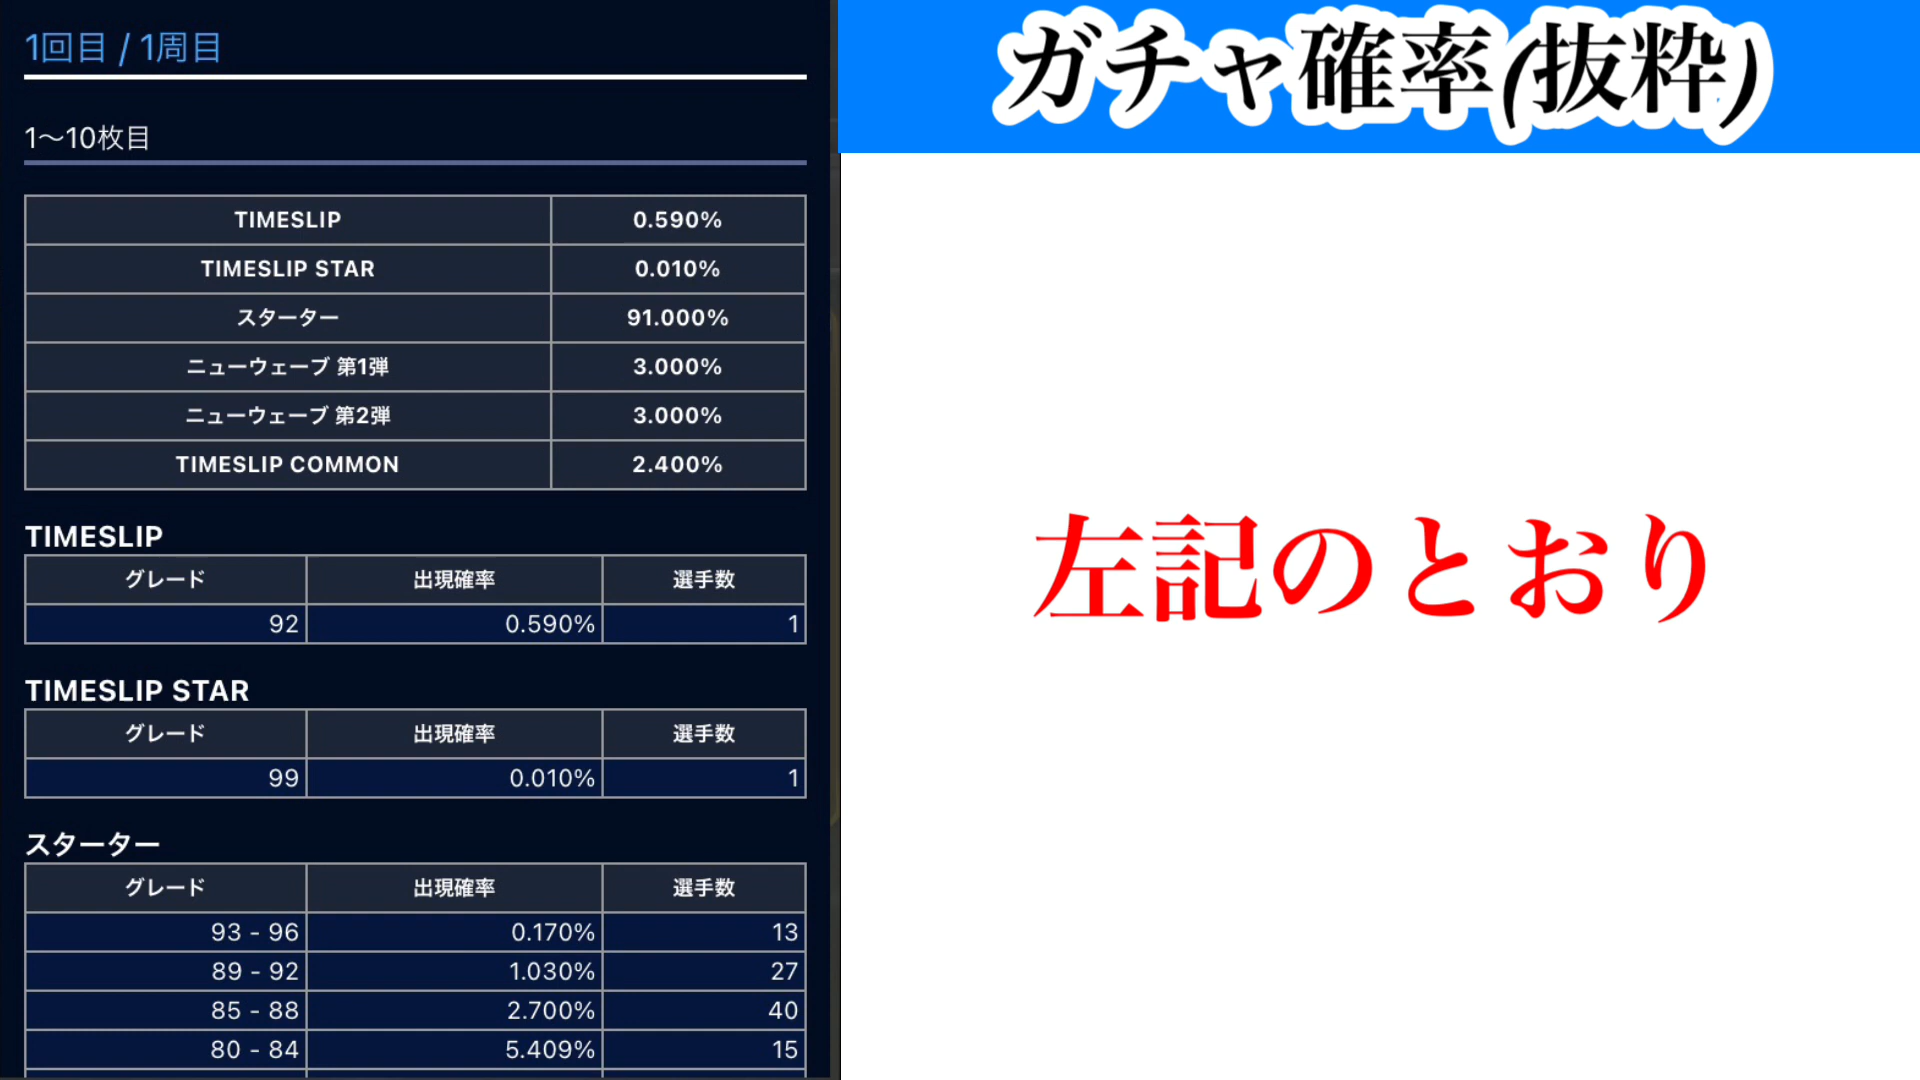 1回目 / 1周目
1〜10枚目
TIMESLIP 0.590%
TIMESLIP STAR 0.010%
スターター 91.000%
ニューウェーブ 第1弾 3.000%
ニューウェーブ 第2弾 3.000%
TIMESLIP COMMON 2.400%
TIMESLIP
グレード 出現確率 選手数
92 0.590% 1
TIMESLIP STAR
グレード 出現確率 選手数
99 0.010% 1
スターター
グレード 出現確率 選手数
93 - 96 0.170% 13
89 - 92 1.030% 27
85 - 88 2.700% 40
80 - 84 5.409% 15
ガチャ確率(抜粋)
左記のとおり